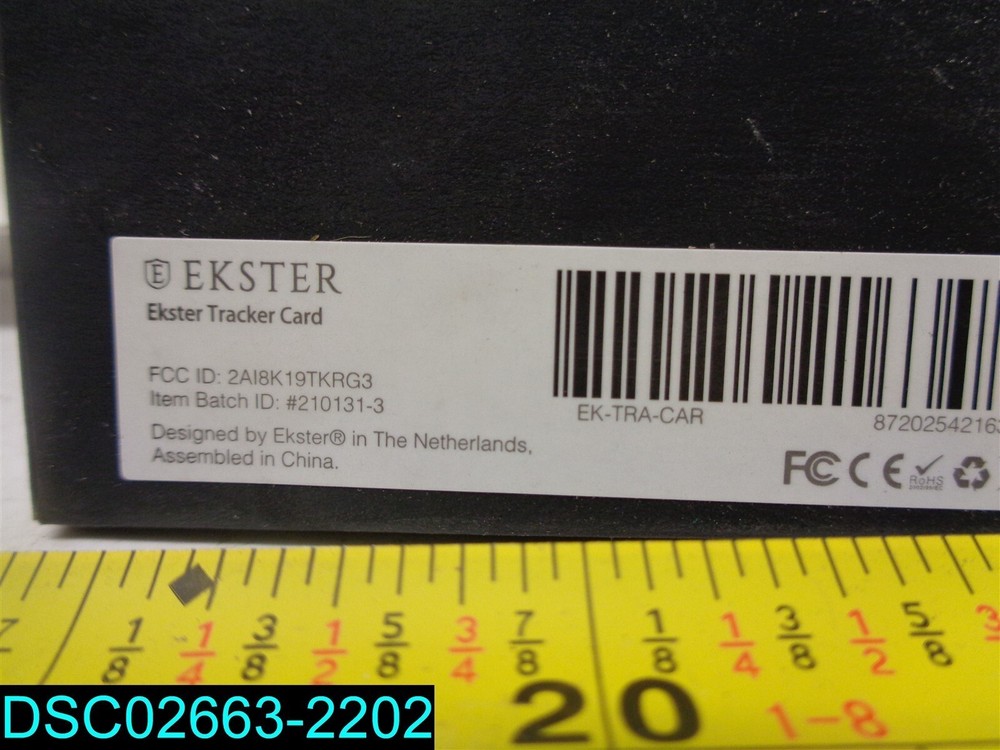 EKSTER
Ekster Tracker Card
FCC ID: 2AI8K19TKRG3
Item Batch ID: #210131-3
Designed by Ekster® in The Netherlands,
Assembled in China.
EK-TRA-CAR
87202542163
FC CE RoHS
1/8 1/4 3/8 1/2 5/8 3/4 7/8 1/8 1/4 3/8 1/2 5/8
20 1-8
DSC02663-2202